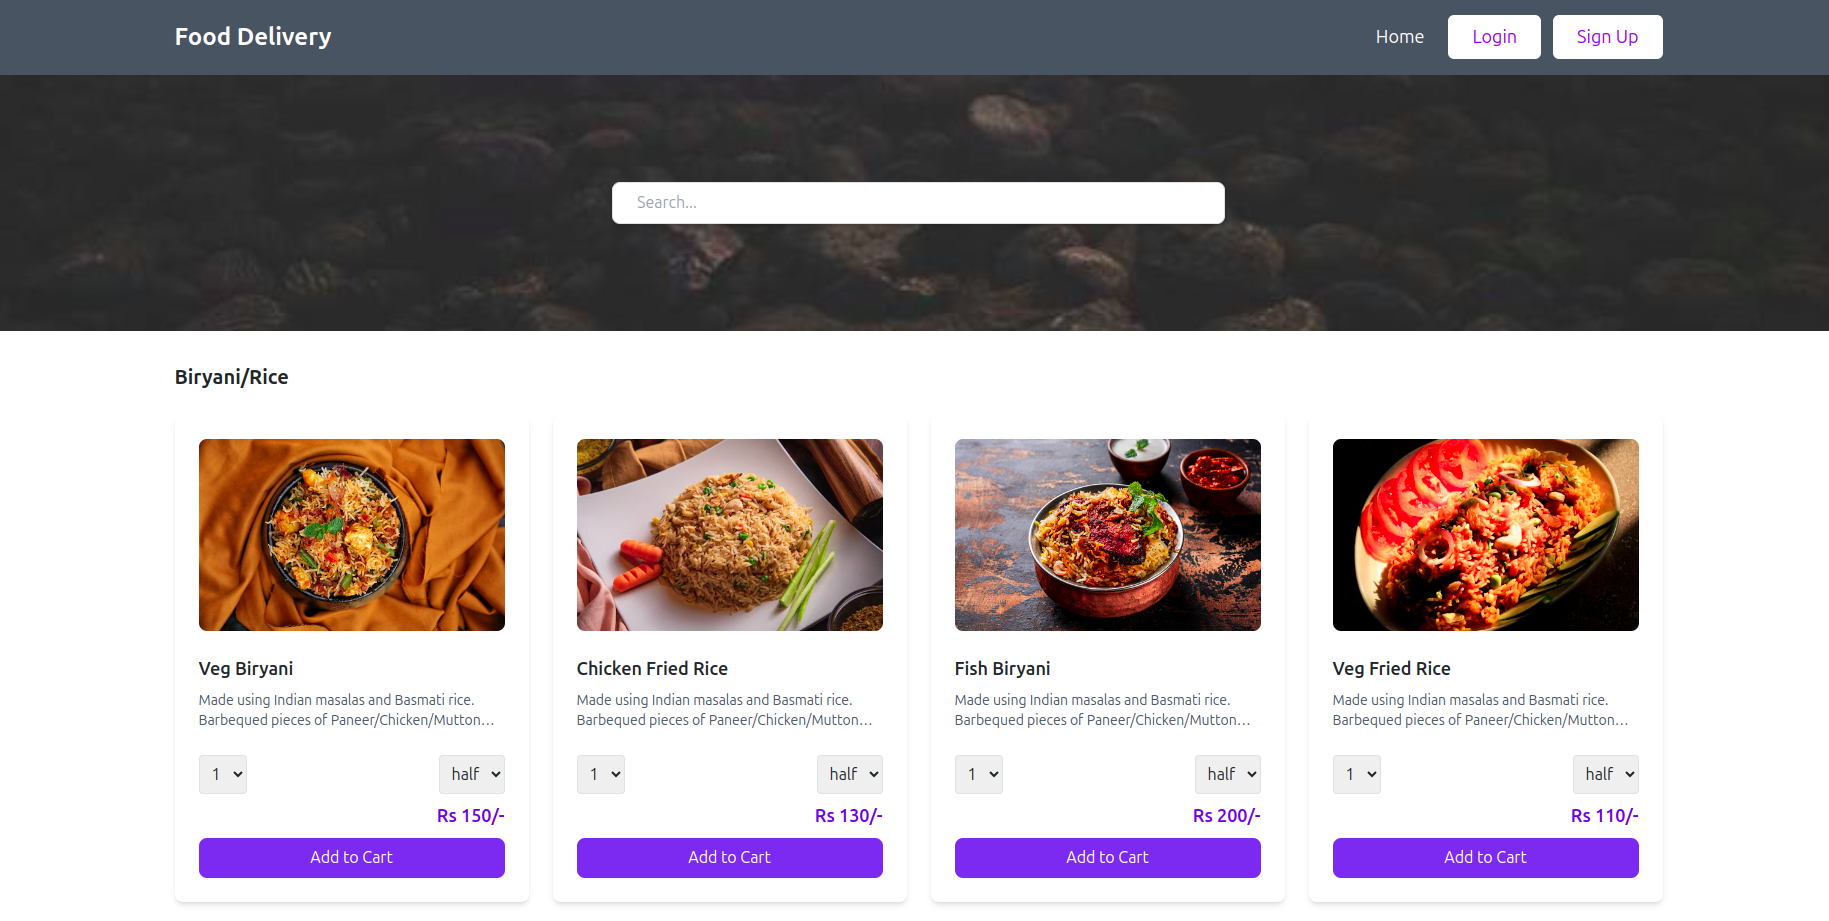 Food Delivery
Home
Login
Sign Up
Search...
Biryani/Rice
Veg Biryani
Made using Indian masalas and Basmati rice.
Barbequed pieces of Paneer/Chicken/Mutton...
1
half
Rs 150/-
Add to Cart
Chicken Fried Rice
Made using Indian masalas and Basmati rice.
Barbequed pieces of Paneer/Chicken/Mutton...
1
half
Rs 130/-
Add to Cart
Fish Biryani
Made using Indian masalas and Basmati rice.
Barbequed pieces of Paneer/Chicken/Mutton...
1
half
Rs 200/-
Add to Cart
Veg Fried Rice
Made using Indian masalas and Basmati rice.
Barbequed pieces of Paneer/Chicken/Mutton...
1
half
Rs 110/-
Add to Cart